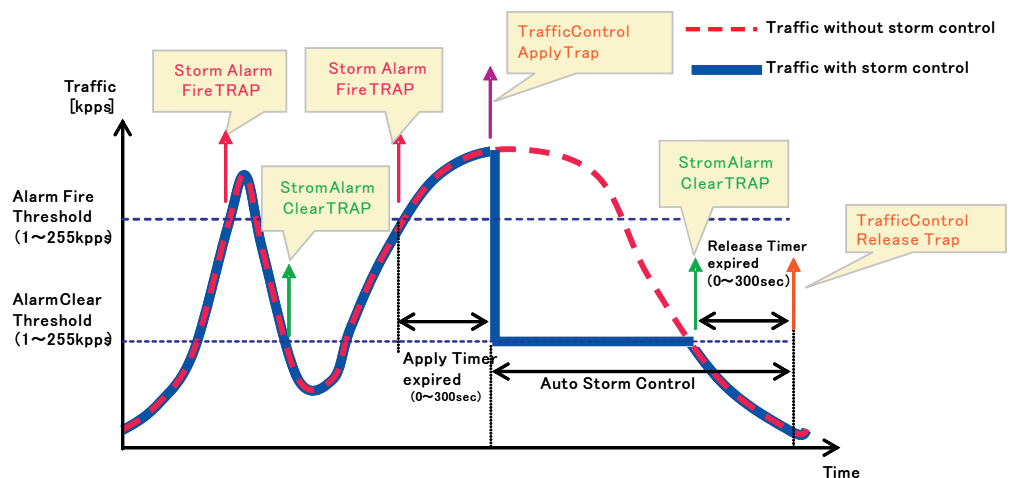 Traffic without storm control
Traffic with storm control
TrafficControl
ApplyTrap
Storm Alarm
FireTRAP
Storm Alarm
FireTRAP
Traffic
[kpps]
StromAlarm
ClearTRAP
StromAlarm
ClearTRAP
Alarm Fire
Threshold
(1～255kpps)
TrafficControl
Release Trap
Release Timer
expired
(0～300sec)
AlarmClear
Threshold
(1～255kpps)
Apply Timer
expired
(0～300sec)
Auto Storm Control
Time